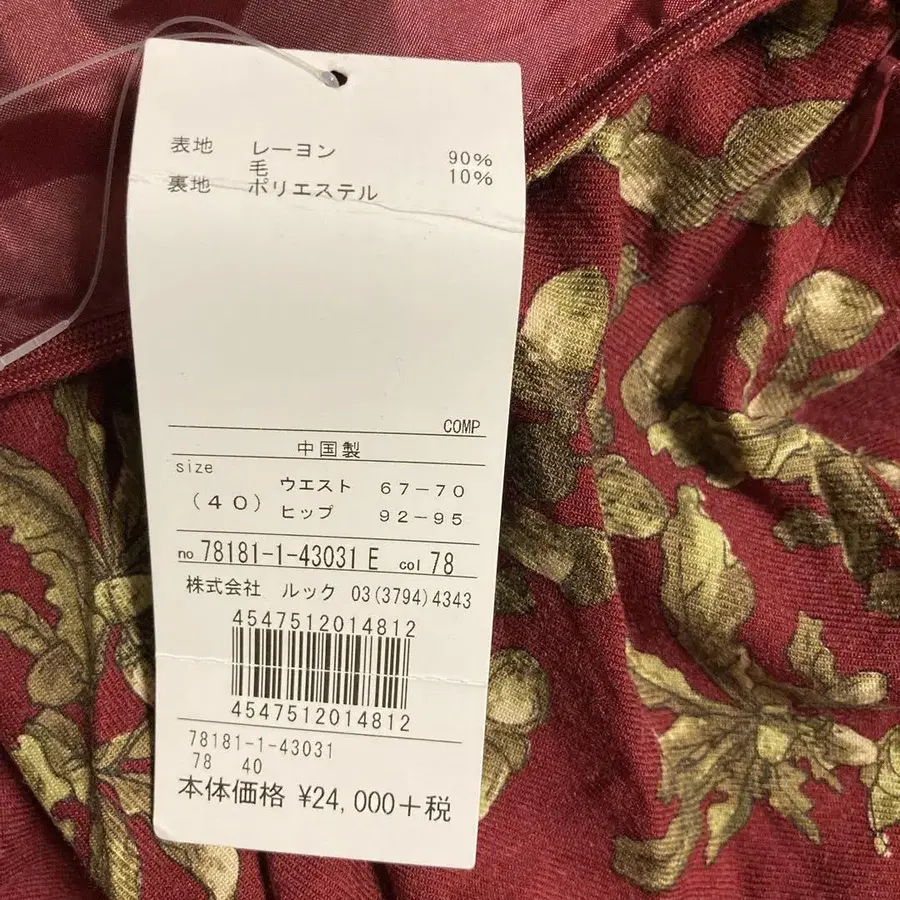 表地 レーヨン 90%
毛 10%
裏地 ポリエステル
COMP
中国製
size
(40) ウエスト 67-70
ヒップ 92-95
no 78181-1-43031 E col 78
株式会社 ルック 03(3794)4343
4547512014812
4547512014812
78181-1-43031
78 40
本体価格 ¥24,000+税